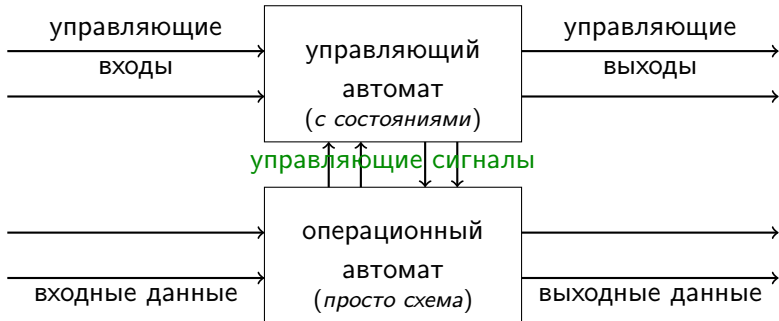 управляющие
входы
управляющий
автомат
(с состояниями)
управляющие
выходы
управляющие сигналы
операционный
автомат
(просто схема)
входные данные
выходные данные